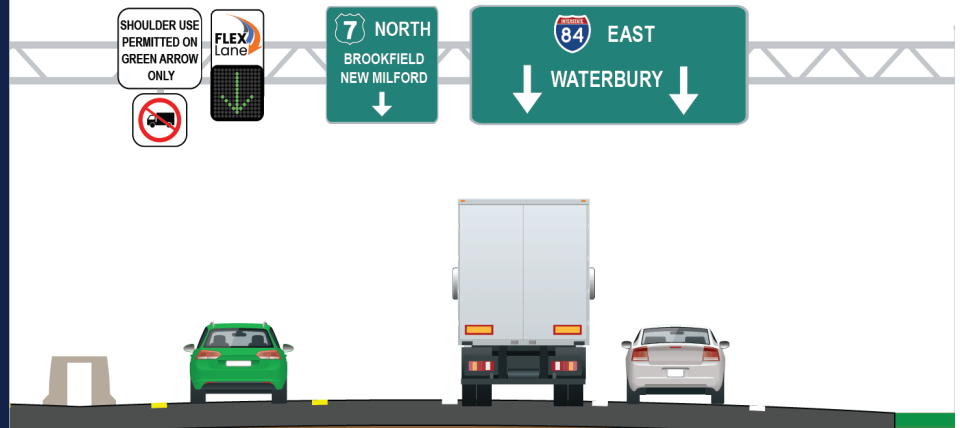 SHOULDER USE
PERMITTED ON
GREEN ARROW
ONLY
FLEX
Lane
7 NORTH
BROOKFIELD
NEW MILFORD
INTERSTATE
84 EAST
WATERBURY